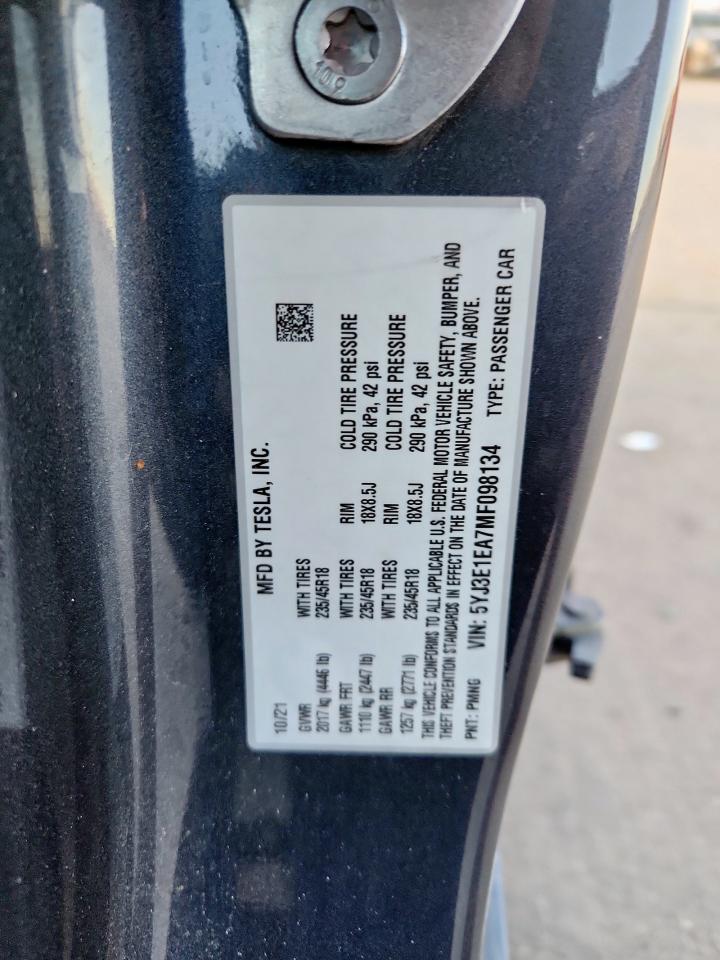 10.9
10/21 MFD BY TESLA, INC.
GVWR WITH TIRES
2017 kg (4446 lb) 235/45R18
GAWR FRT WITH TIRES RIM COLD TIRE PRESSURE
1110 kg (2447 lb) 235/45R18 18X8.5J 290 kPa, 42 psi
GAWR RR WITH TIRES RIM COLD TIRE PRESSURE
1257 kg (2771 lb) 235/45R18 18X8.5J 290 kPa, 42 psi
THIS VEHICLE CONFORMS TO ALL APPLICABLE U.S. FEDERAL MOTOR VEHICLE SAFETY, BUMPER, AND
THEFT PREVENTION STANDARDS IN EFFECT ON THE DATE OF MANUFACTURE SHOWN ABOVE.
PNT: PMNG VIN: 5YJ3E1EA7MF098134 TYPE: PASSENGER CAR